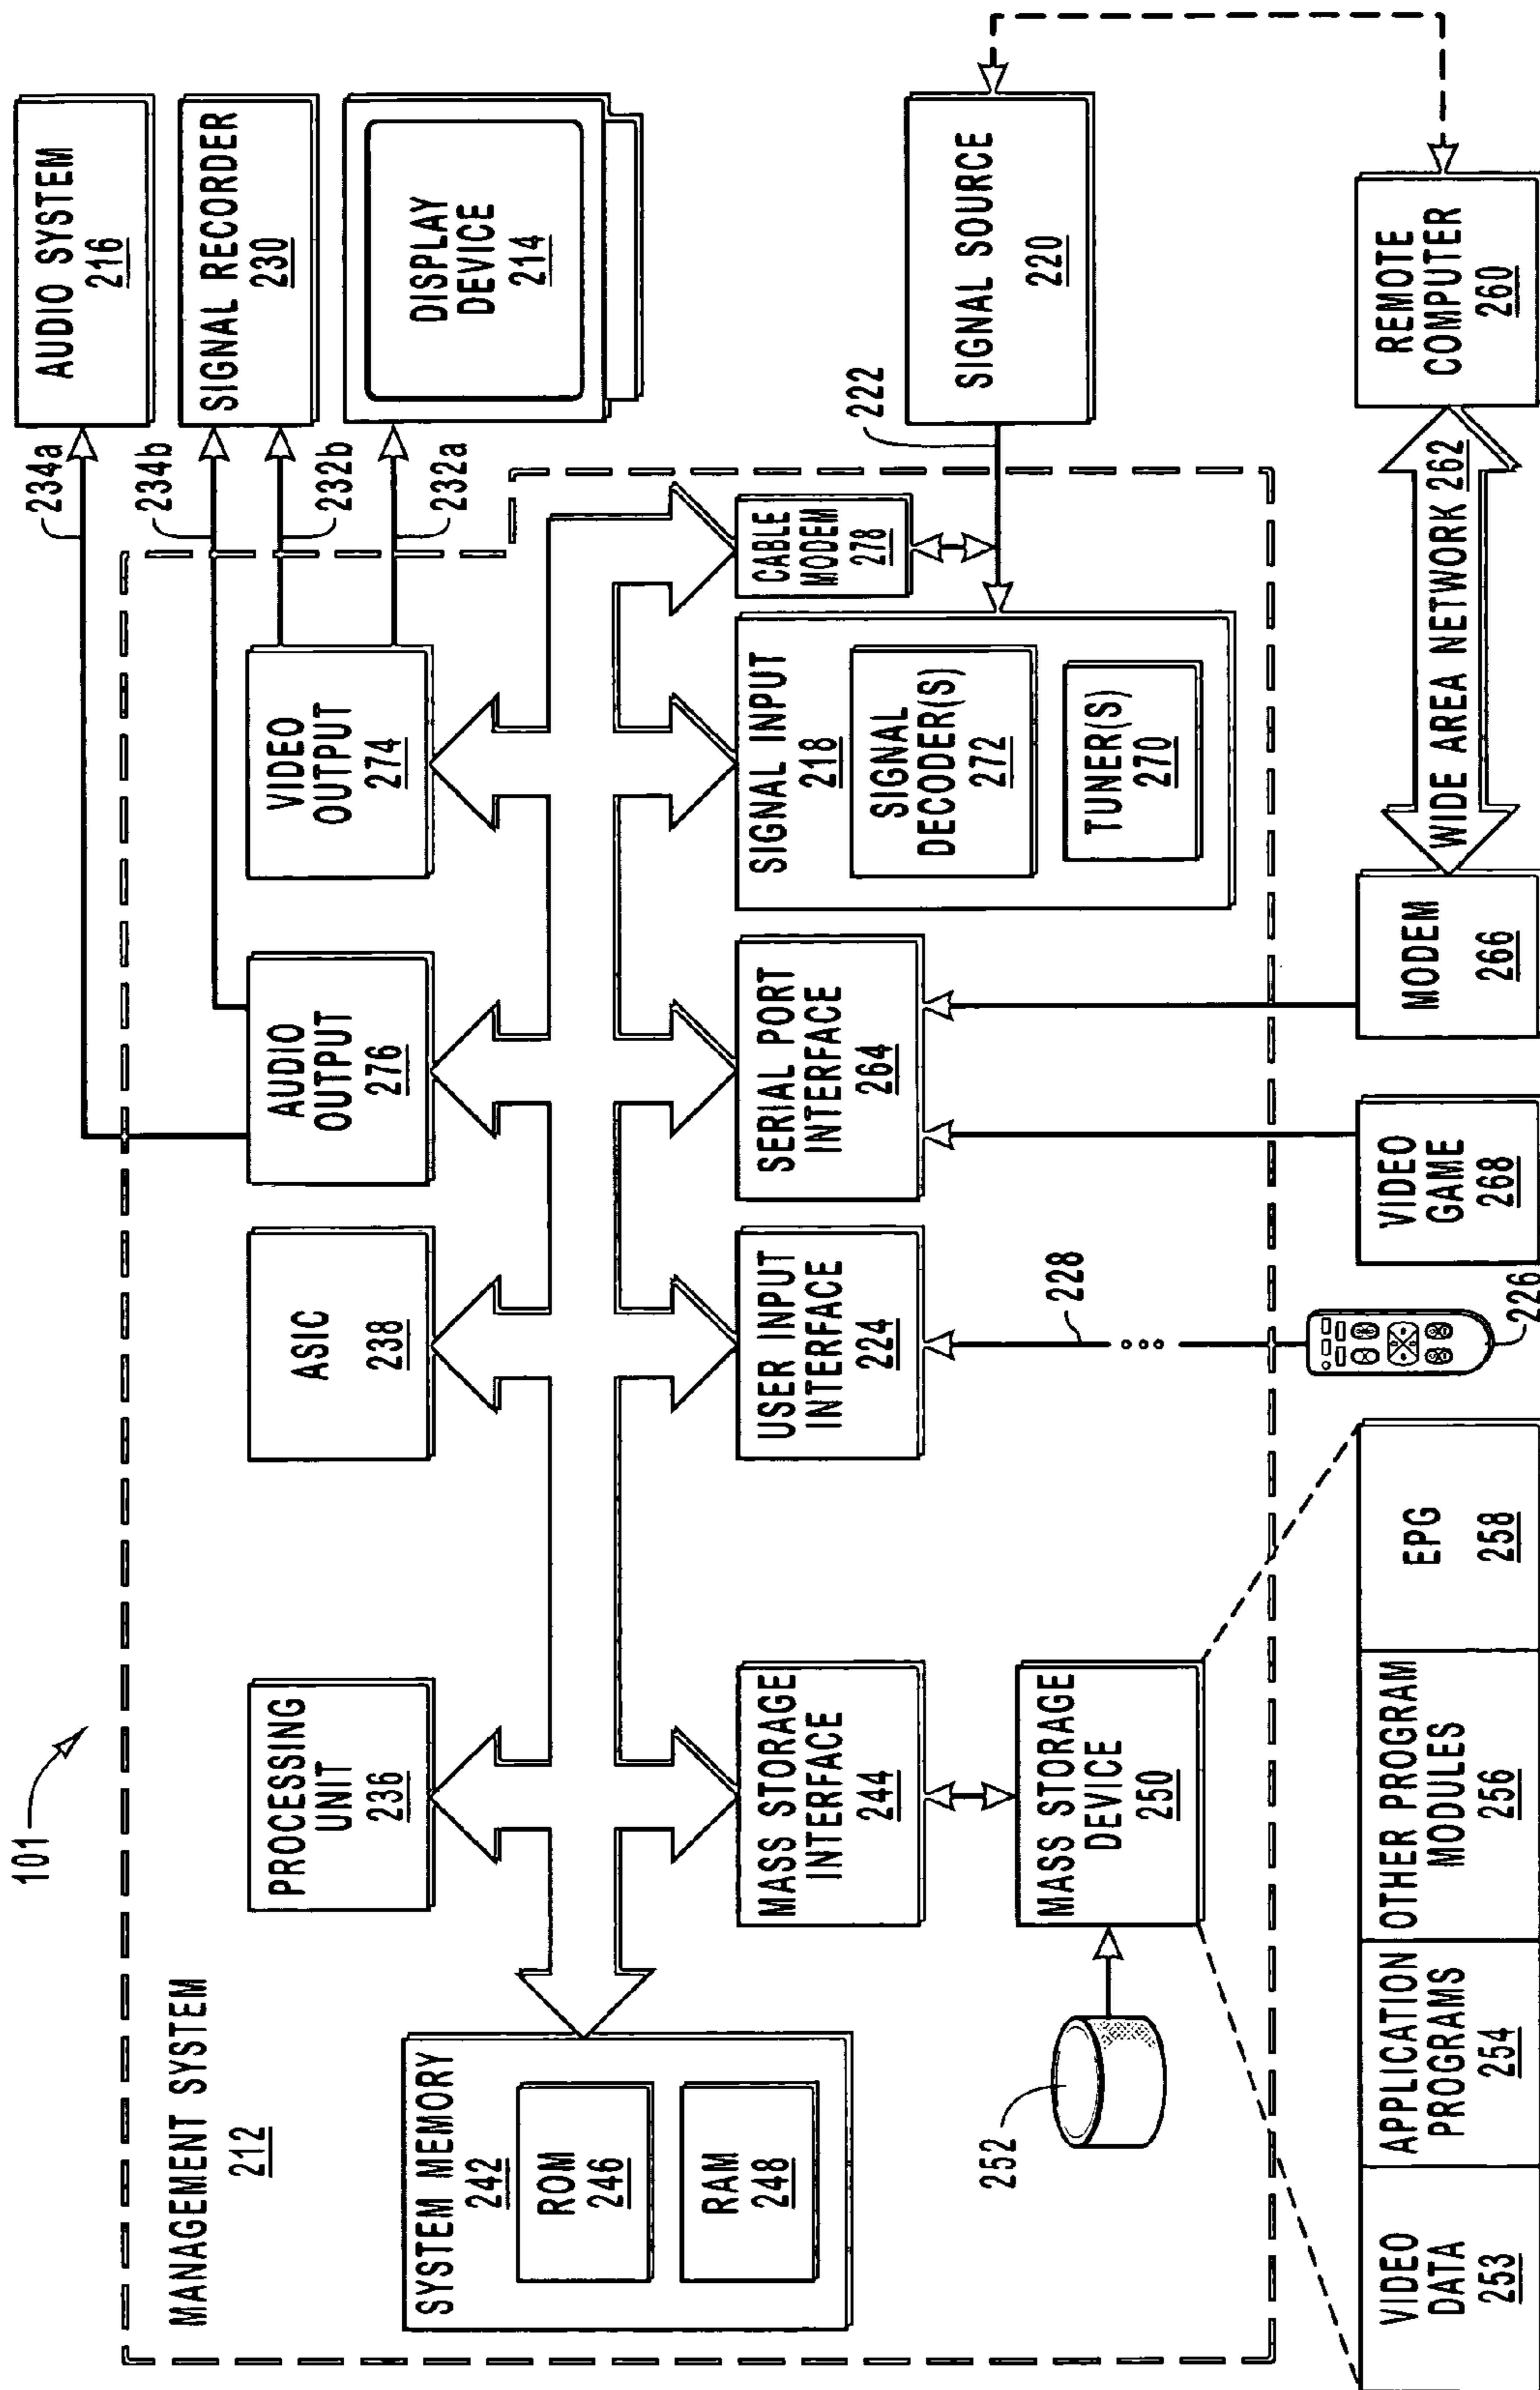 101
MANAGEMENT SYSTEM
212
SYSTEM MEMORY
242
ROM
246
RAM
248
PROCESSING
UNIT
236
ASIC
238
AUDIO
OUTPUT
276
VIDEO
OUTPUT
274
234a
234b
232b
232a
AUDIO SYSTEM
216
SIGNAL RECORDER
230
DISPLAY
DEVICE
214
MASS STORAGE
INTERFACE
244
USER INPUT
INTERFACE
224
SERIAL PORT
INTERFACE
264
SIGNAL INPUT
218
SIGNAL
DECODER(S)
272
TUNER(S)
270
CABLE
MODEM
278
222
SIGNAL SOURCE
220
252
MASS STORAGE
DEVICE
250
228
226
VIDEO
DATA
253
APPLICATION
PROGRAMS
254
OTHER PROGRAM
MODULES
256
EPG
258
VIDEO
GAME
268
MODEM
266
WIDE AREA NETWORK 262
REMOTE
COMPUTER
260